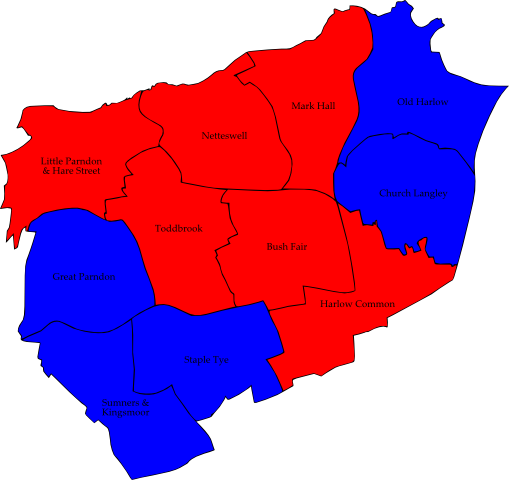 Mark Hall
Old Harlow
Netteswell
Little Parndon
& Hare Street
Church Langley
Toddbrook
Bush Fair
Great Parndon
Harlow Common
Staple Tye
Sumners &
Kingsmoor